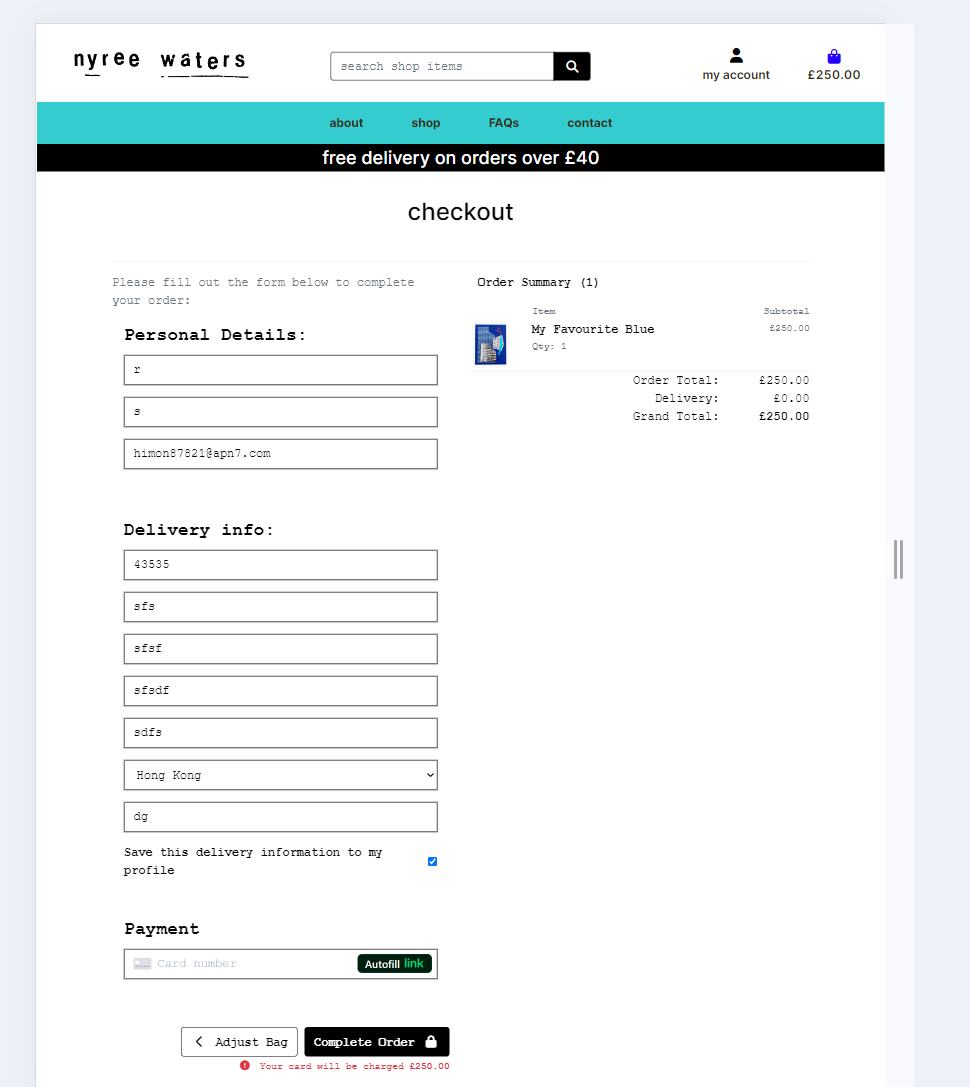 nyree waters
search shop items
my account
£250.00
about shop FAQs contact
free delivery on orders over £40
checkout
Please fill out the form below to complete
your order:
Personal Details:
r
s
himon87821@apn7.com
Delivery info:
43535
sfs
sfsf
sfsdf
sdfs
Hong Kong
dg
Save this delivery information to my
profile
Payment
Card number
Autofill link
Adjust Bag
Complete Order
Your card will be charged £250.00
Order Summary (1)
Item Subtotal
My Favourite Blue £250.00
Qty: 1
Order Total: £250.00
Delivery: £0.00
Grand Total: £250.00